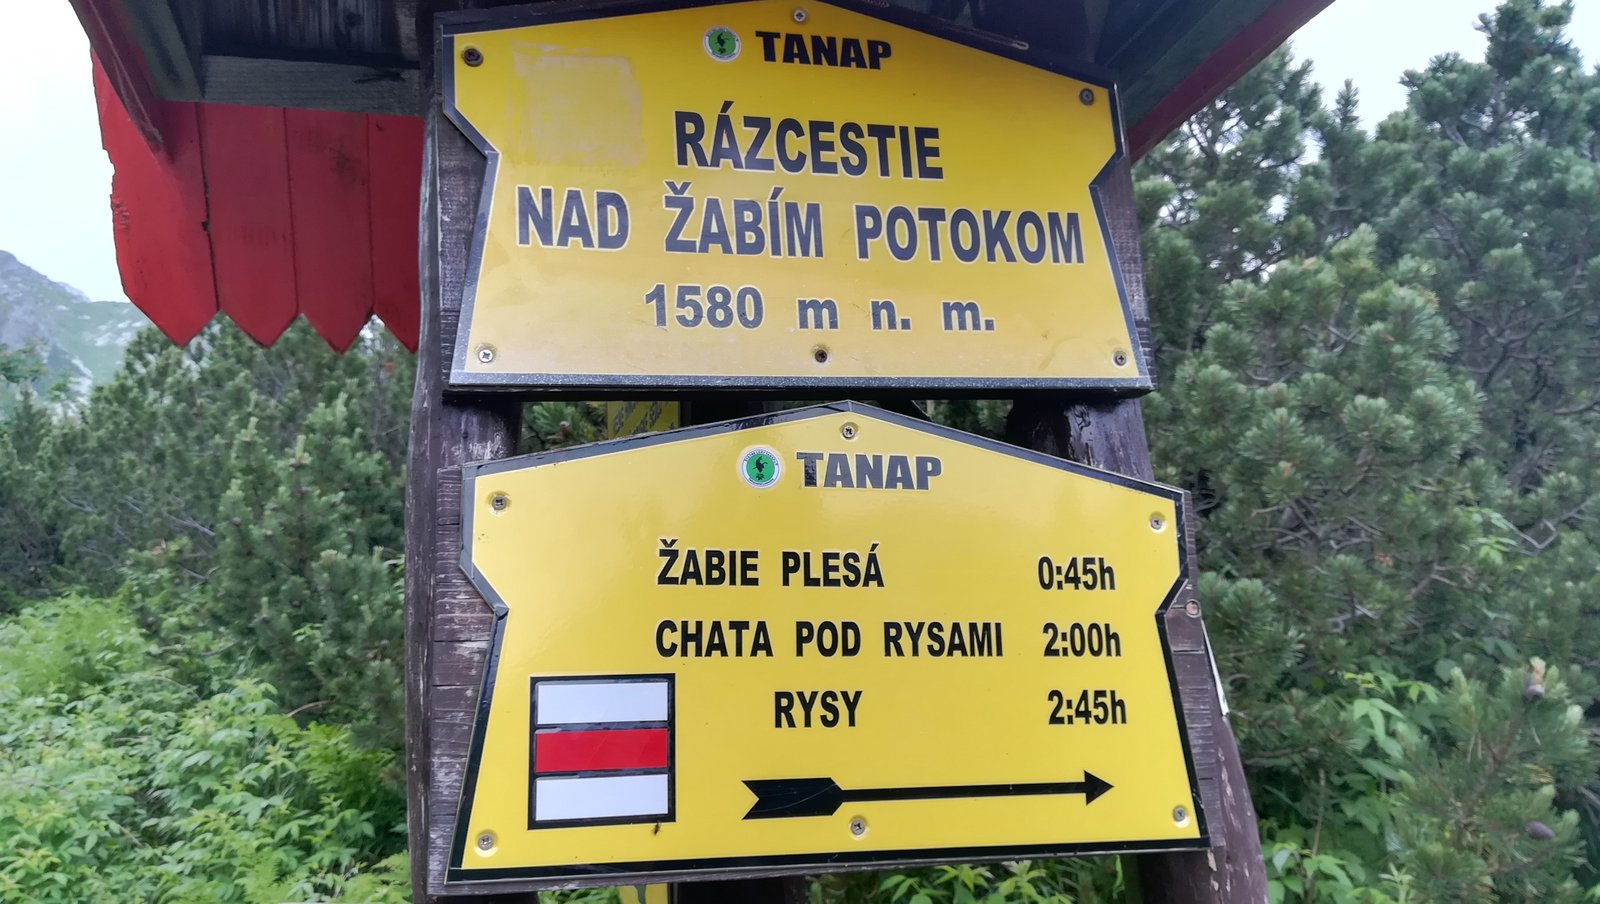 TANAP
RÁZCESTIE
NAD ŽABÍM POTOKOM
1580 m n. m.
TANAP
ŽABIE PLESÁ 0:45h
CHATA POD RYSAMI 2:00h
RYSY 2:45h